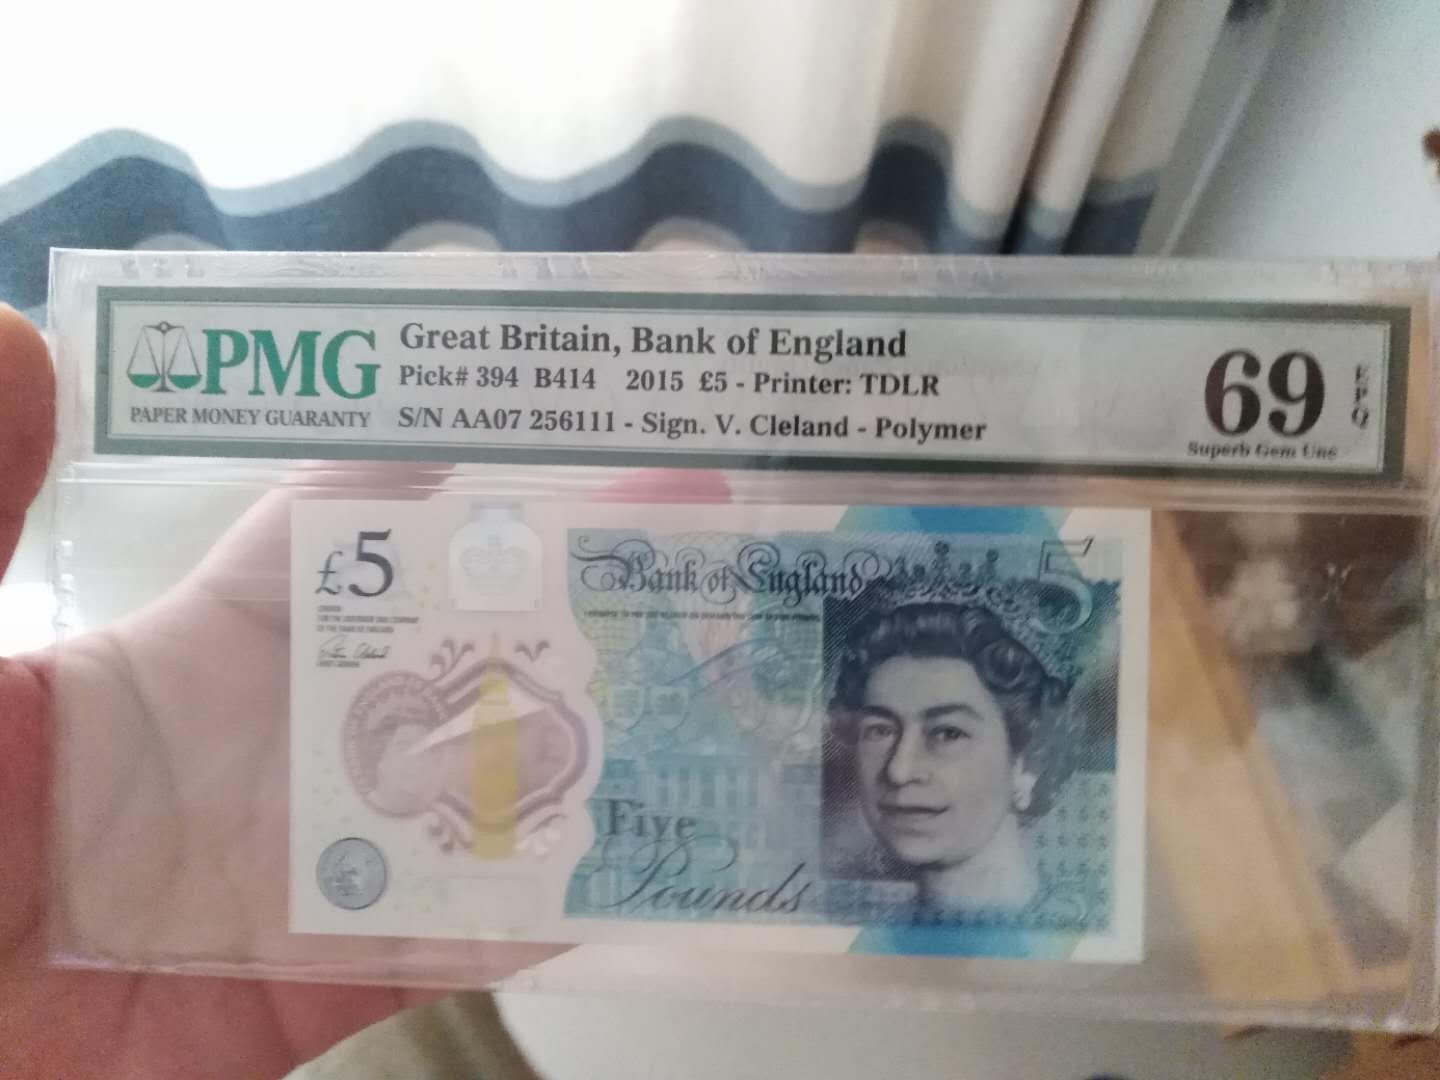 PMG
PAPER MONEY GUARANTY
Great Britain, Bank of England
Pick# 394 B414 2015 £5 - Printer: TDLR
S/N AA07 256111 - Sign. V. Cleland - Polymer
69
EPQ
Superb Gem Unc
£5
Bank of England
5
Five
Pounds